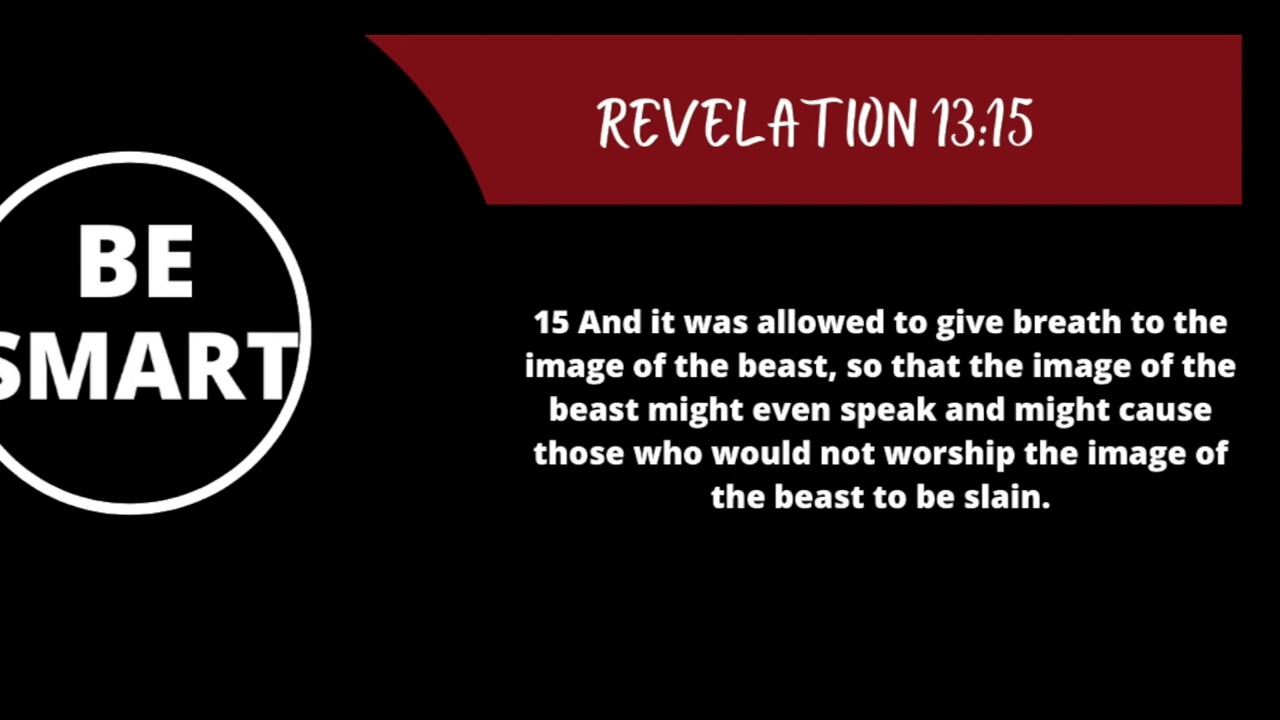 BE
SMART
REVELATION 13:15
15 And it was allowed to give breath to the
image of the beast, so that the image of the
beast might even speak and might cause
those who would not worship the image of
the beast to be slain.